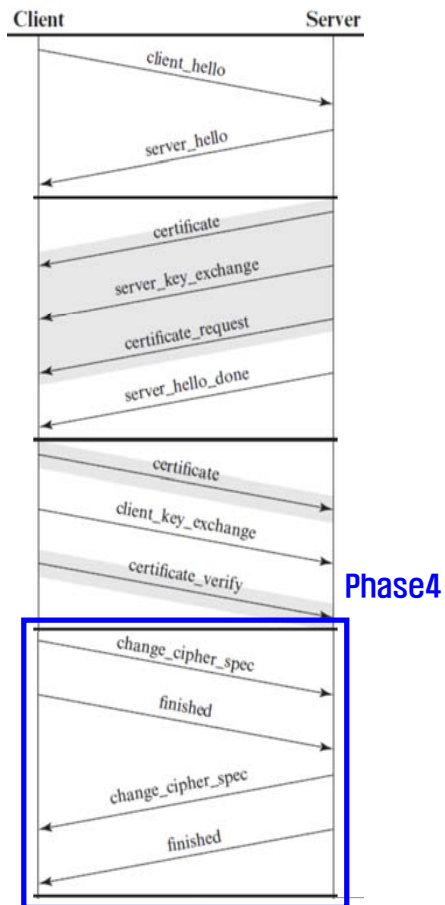 Client Server
client_hello
server_hello
certificate
server_key_exchange
certificate_request
server_hello_done
certificate
client_key_exchange
certificate_verify
Phase4
change_cipher_spec
finished
change_cipher_spec
finished